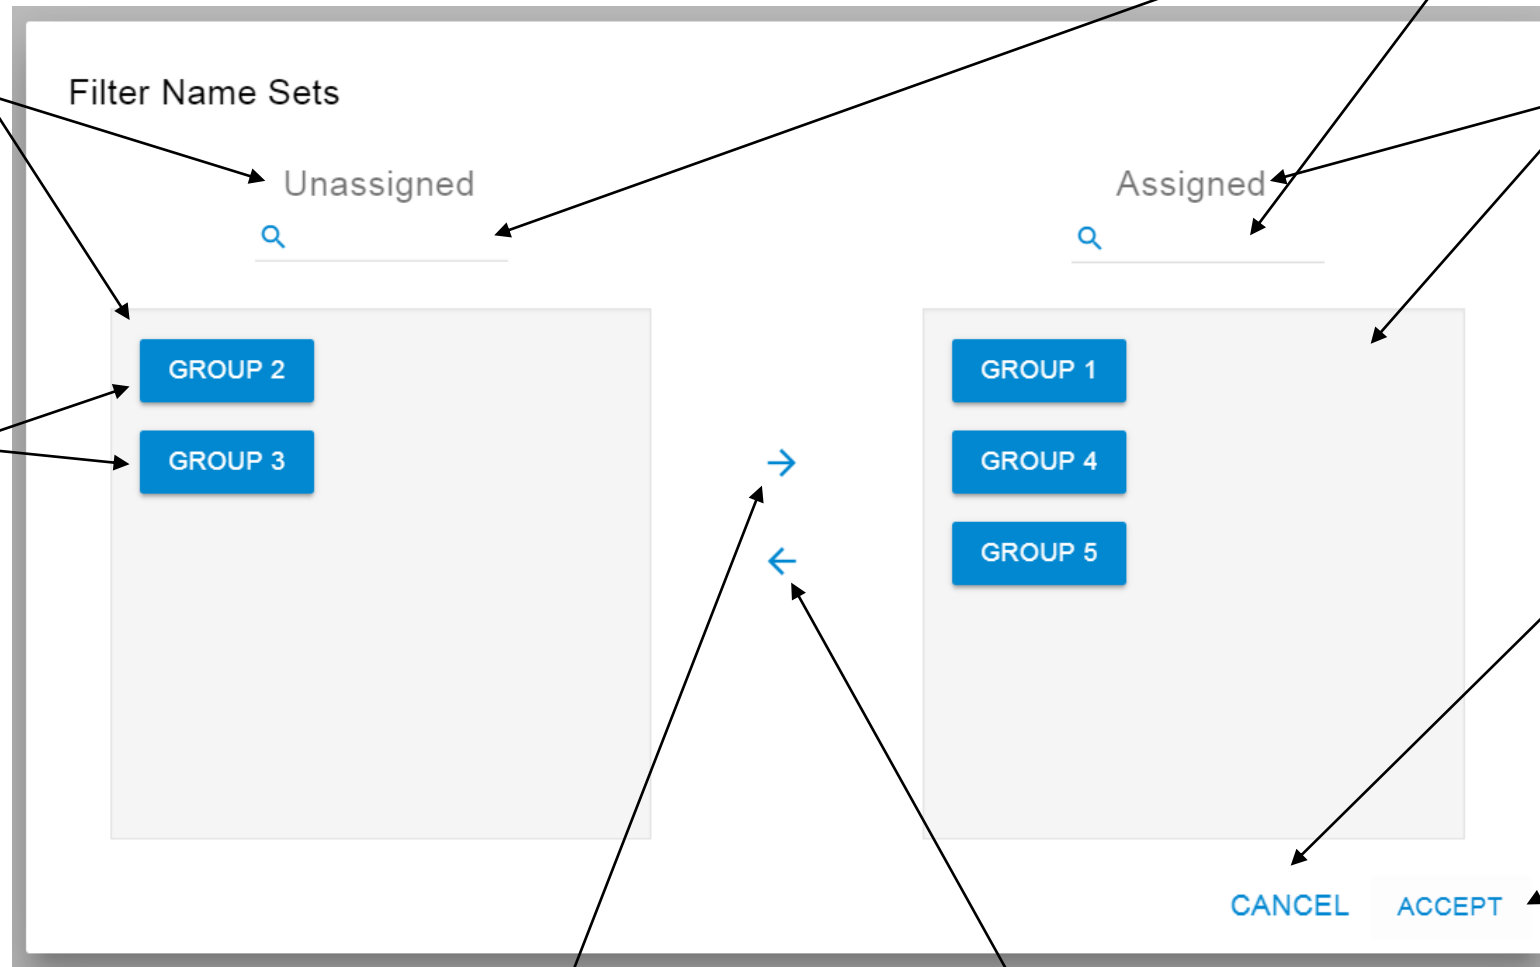 Filter Name Sets
Unassigned
Assigned
GROUP 2
GROUP 1
GROUP 3
GROUP 4
GROUP 5
CANCEL
ACCEPT